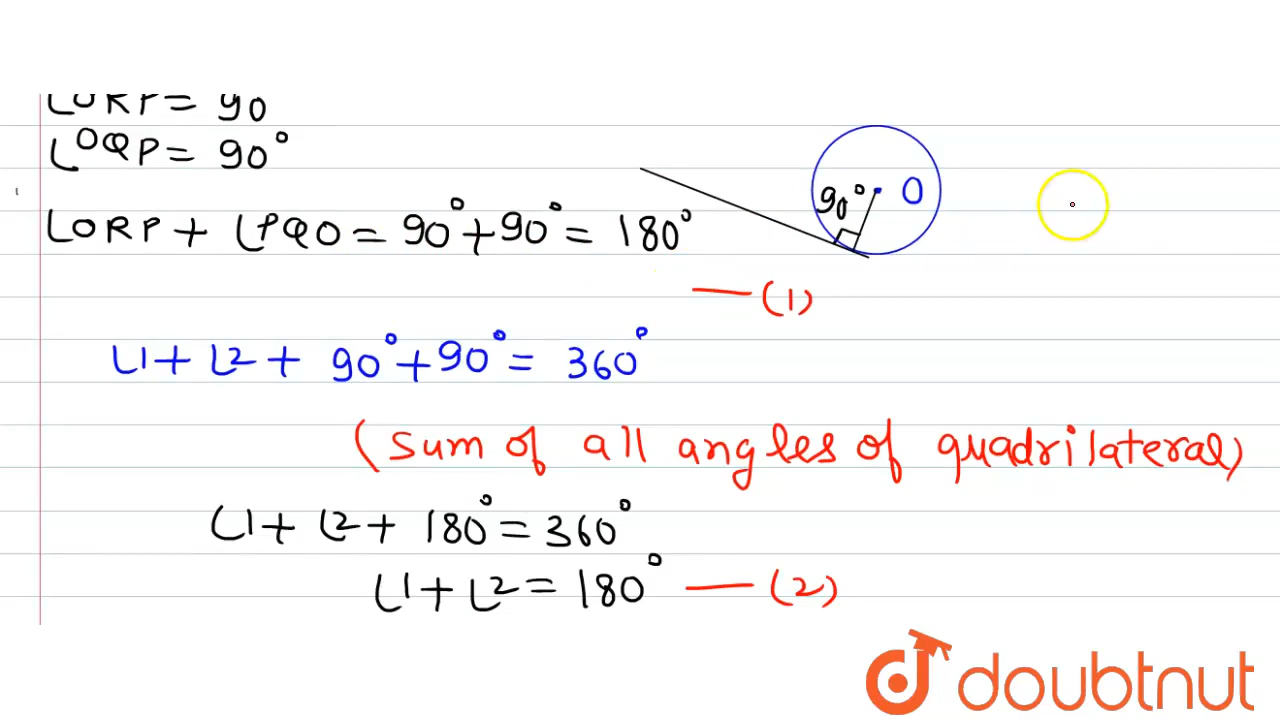 ∠ORP = 90
∠OQP = 90°
90° O
∠ORP + ∠PQO = 90° + 90° = 180°
—(1)
∠1 + ∠2 + 90° + 90° = 360°
(sum of all angles of quadrilateral)
∠1 + ∠2 + 180° = 360°
∠1 + ∠2 = 180° —(2)
doubtnut